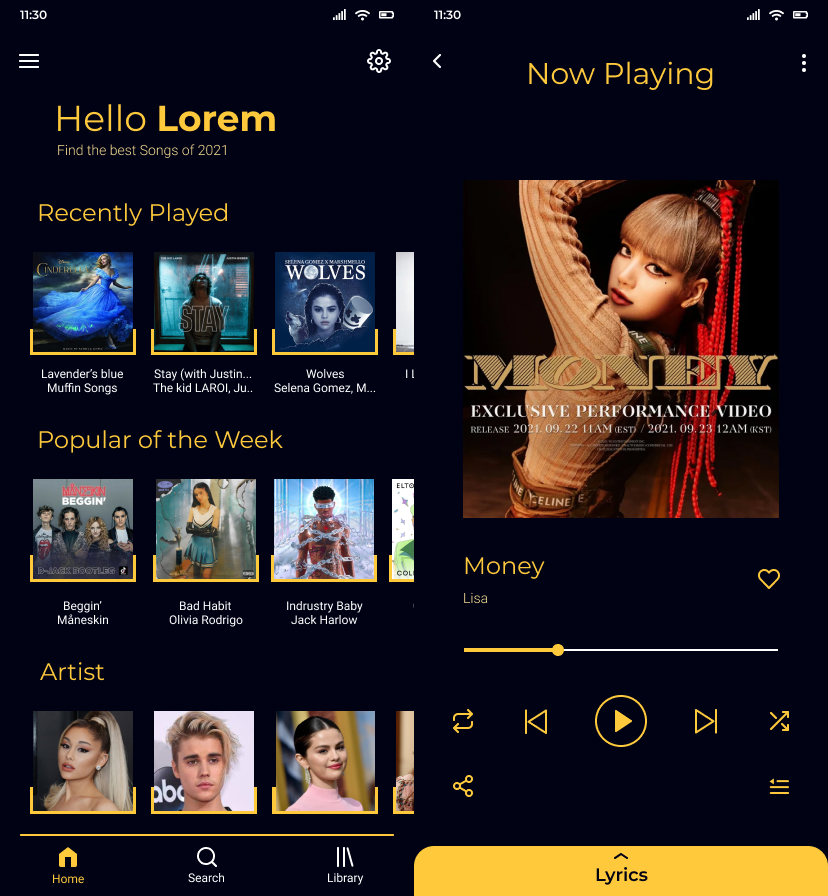 11:30
Hello Lorem
Find the best Songs of 2021
Recently Played
CINDERELLA
STAY
SELENA GOMEZ X MARSHMELLO
WOLVES
Lavender's blue
Muffin Songs
Stay (with Justin...
The kid LAROI, Ju..
Wolves
Selena Gomez, M...
I L
Popular of the Week
MÅNESKIN
BEGGIN'
D-JACK BOOTLEG
ELTO
COL
Beggin'
Måneskin
Bad Habit
Olivia Rodrigo
Indrustry Baby
Jack Harlow
Artist
abc
Home
Search
Library
11:30
Now Playing
MONEY
EXCLUSIVE PERFORMANCE VIDEO
RELEASE 2021. 09. 22 11AM (EST) / 2021. 09. 23 12AM (KST)
CELINE
Money
Lisa
Lyrics